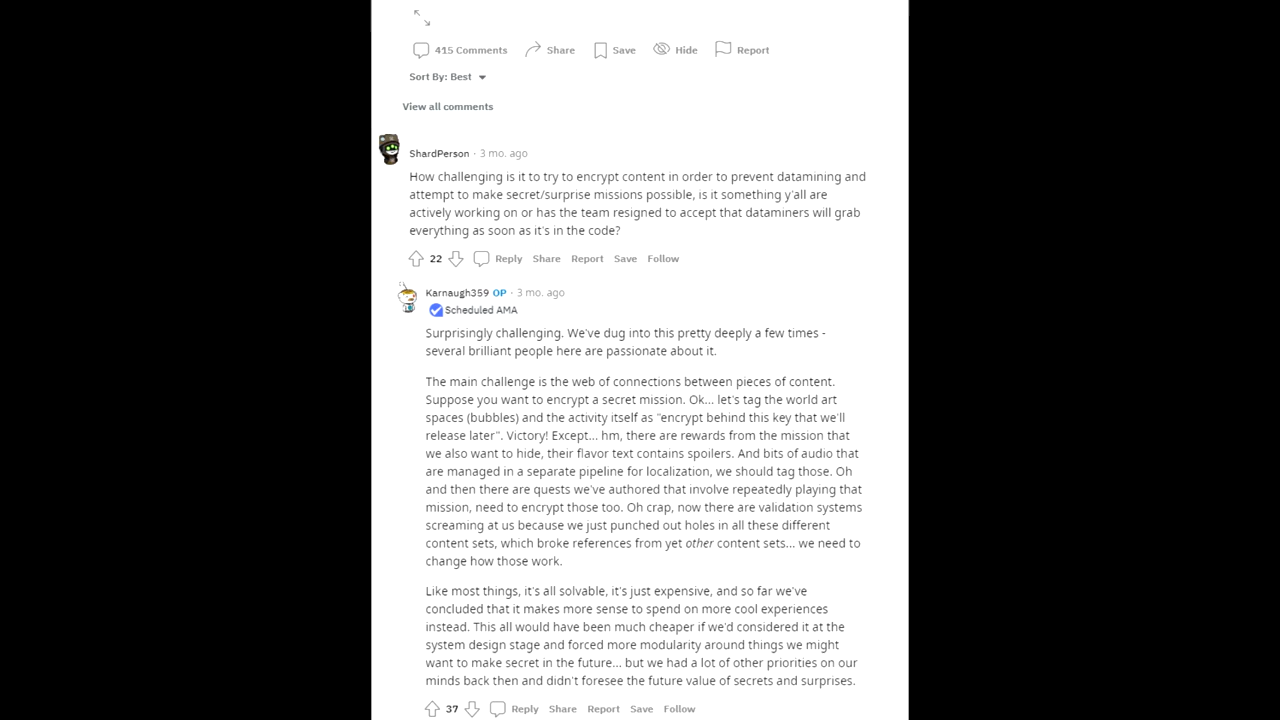 415 Comments Share Save Hide Report
Sort By: Best
View all comments
ShardPerson · 3 mo. ago
How challenging is it to try to encrypt content in order to prevent datamining and
attempt to make secret/surprise missions possible, is it something y'all are
actively working on or has the team resigned to accept that dataminers will grab
everything as soon as it's in the code?
22 Reply Share Report Save Follow
Karnaugh359 OP · 3 mo. ago
Scheduled AMA
Surprisingly challenging. We've dug into this pretty deeply a few times -
several brilliant people here are passionate about it.
The main challenge is the web of connections between pieces of content.
Suppose you want to encrypt a secret mission. Ok... let's tag the world art
spaces (bubbles) and the activity itself as "encrypt behind this key that we'll
release later". Victory! Except... hm, there are rewards from the mission that
we also want to hide, their flavor text contains spoilers. And bits of audio that
are managed in a separate pipeline for localization, we should tag those. Oh
and then there are quests we've authored that involve repeatedly playing that
mission, need to encrypt those too. Oh crap, now there are validation systems
screaming at us because we just punched out holes in all these different
content sets, which broke references from yet other content sets... we need to
change how those work.
Like most things, it's all solvable, it's just expensive, and so far we've
concluded that it makes more sense to spend on more cool experiences
instead. This all would have been much cheaper if we'd considered it at the
system design stage and forced more modularity around things we might
want to make secret in the future... but we had a lot of other priorities on our
minds back then and didn't foresee the future value of secrets and surprises.
37 Reply Share Report Save Follow